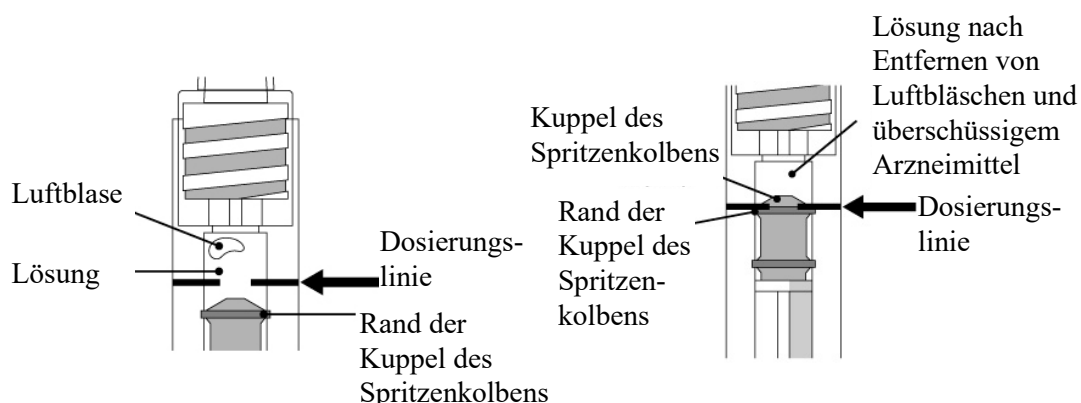 Luftblase
Lösung
Dosierungs-
linie
Rand der
Kuppel des
Spritzenkolbens
Kuppel des
Spritzenkolbens
Rand der
Kuppel des
Spritzen-
kolbens
Lösung nach
Entfernen von
Luftbläschen und
überschüssigem
Arzneimittel
Dosierungs-
linie